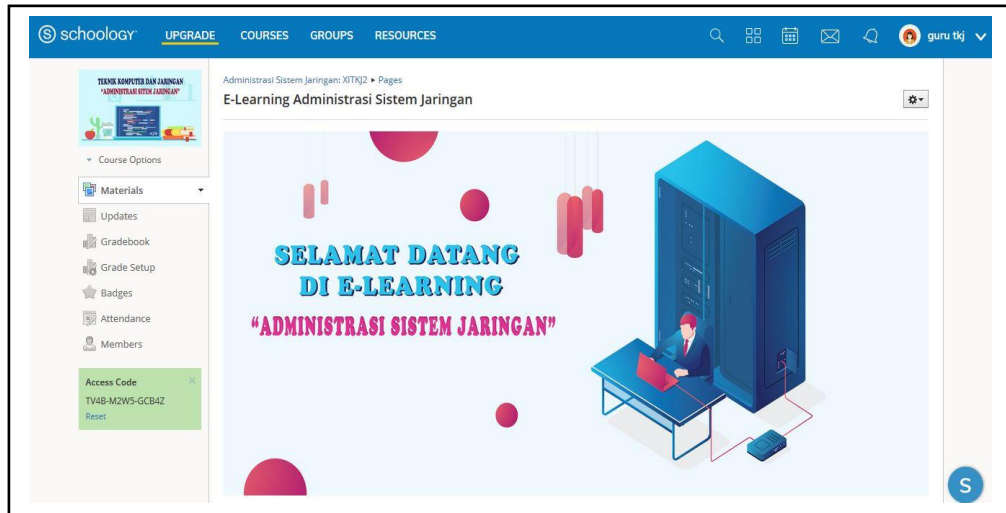 schoology UPGRADE COURSES GROUPS RESOURCES guru tkj
TEKNIK KOMPUTER DAN JARINGAN
"ADMINISTRASI SITEM JARINGAN"
Course Options
Materials
Updates
Gradebook
Grade Setup
Badges
Attendance
Members
Access Code
TV4B-M2W5-GCB4Z
Reset
Administrasi Sistem Jaringan: XITKJ2 ▸ Pages
E-Learning Administrasi Sistem Jaringan
SELAMAT DATANG
DI E-LEARNING
"ADMINISTRASI SISTEM JARINGAN"
S